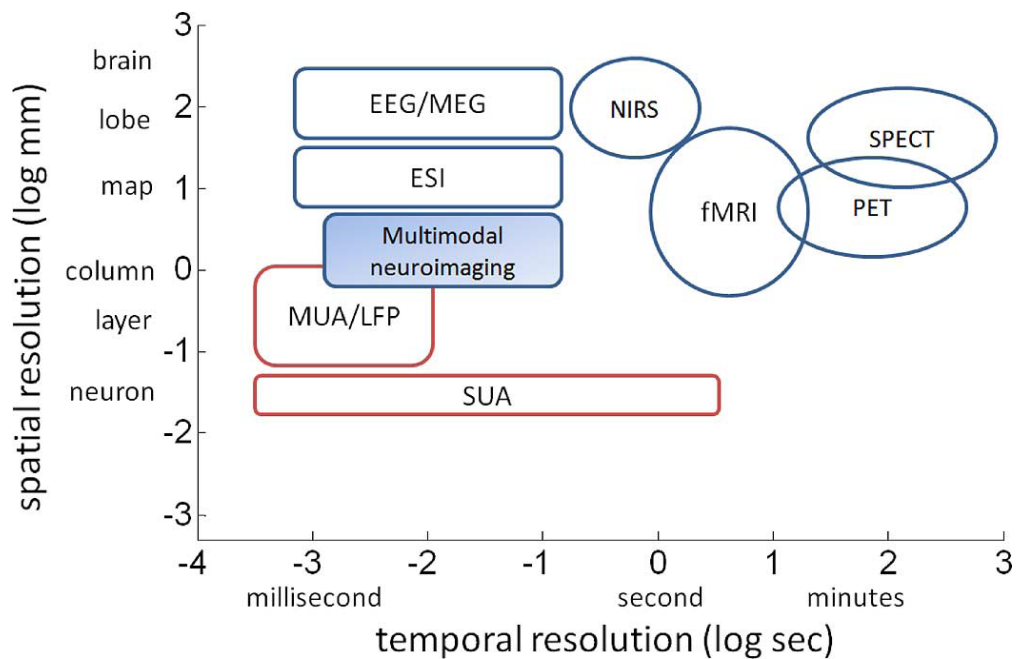 spatial resolution (log mm)
3
brain
2
lobe
map
1
column
0
layer
-1
neuron
-2
-3
EEG/MEG
NIRS
SPECT
ESI
fMRI
PET
Multimodal
neuroimaging
MUA/LFP
SUA
-4 -3 -2 -1 0 1 2 3
millisecond second minutes
temporal resolution (log sec)